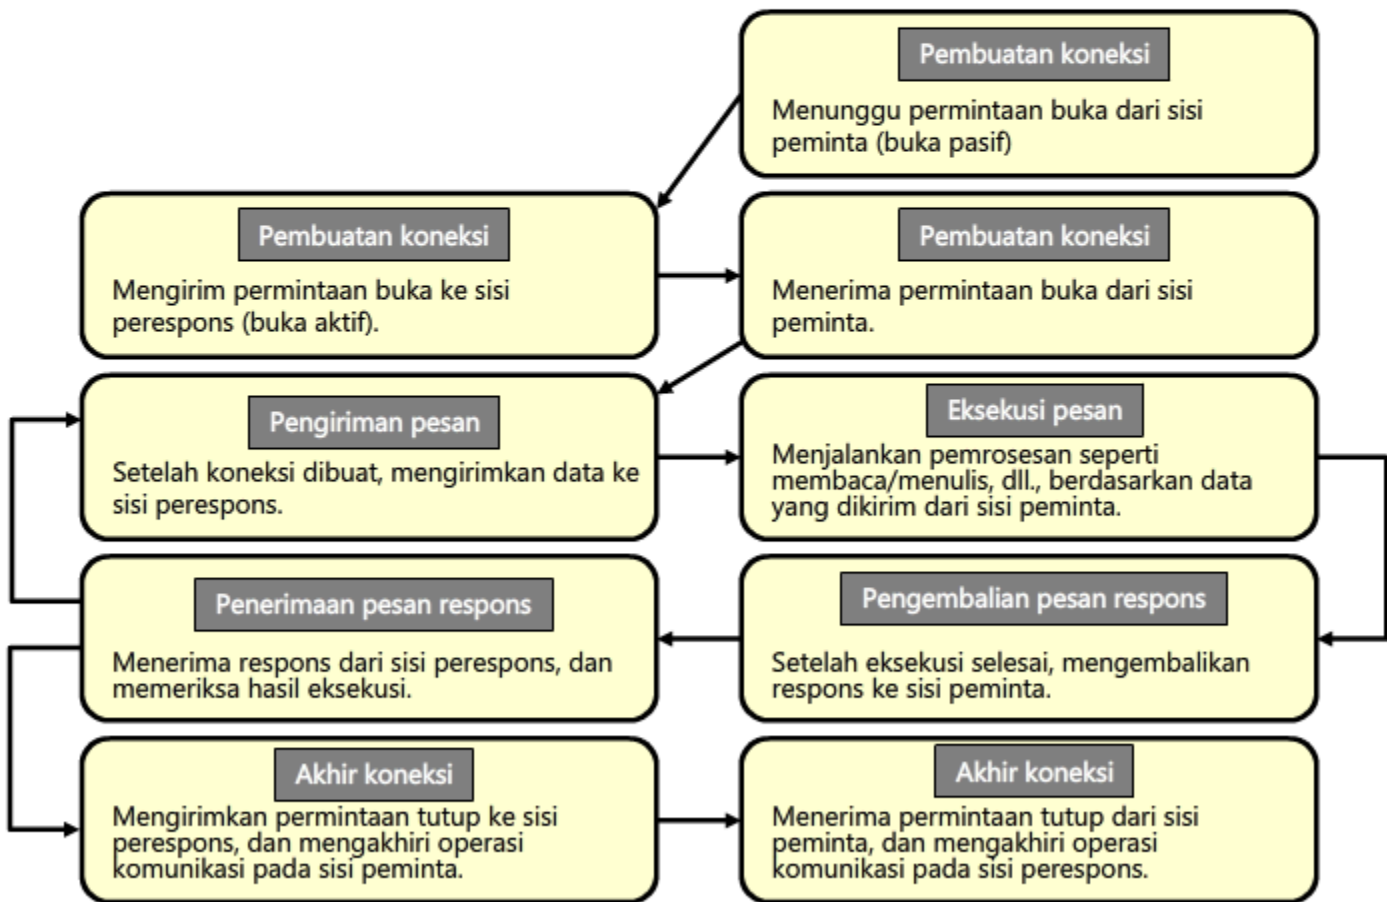 Pembuatan koneksi
Menunggu permintaan buka dari sisi
peminta (buka pasif)
Pembuatan koneksi
Mengirim permintaan buka ke sisi
perespons (buka aktif).
Pembuatan koneksi
Menerima permintaan buka dari sisi
peminta.
Pengiriman pesan
Setelah koneksi dibuat, mengirimkan data ke
sisi perespons.
Eksekusi pesan
Menjalankan pemrosesan seperti
membaca/menulis, dll., berdasarkan data
yang dikirim dari sisi peminta.
Penerimaan pesan respons
Menerima respons dari sisi perespons, dan
memeriksa hasil eksekusi.
Pengembalian pesan respons
Setelah eksekusi selesai, mengembalikan
respons ke sisi peminta.
Akhir koneksi
Mengirimkan permintaan tutup ke sisi
perespons, dan mengakhiri operasi
komunikasi pada sisi peminta.
Akhir koneksi
Menerima permintaan tutup dari sisi
peminta, dan mengakhiri operasi
komunikasi pada sisi perespons.